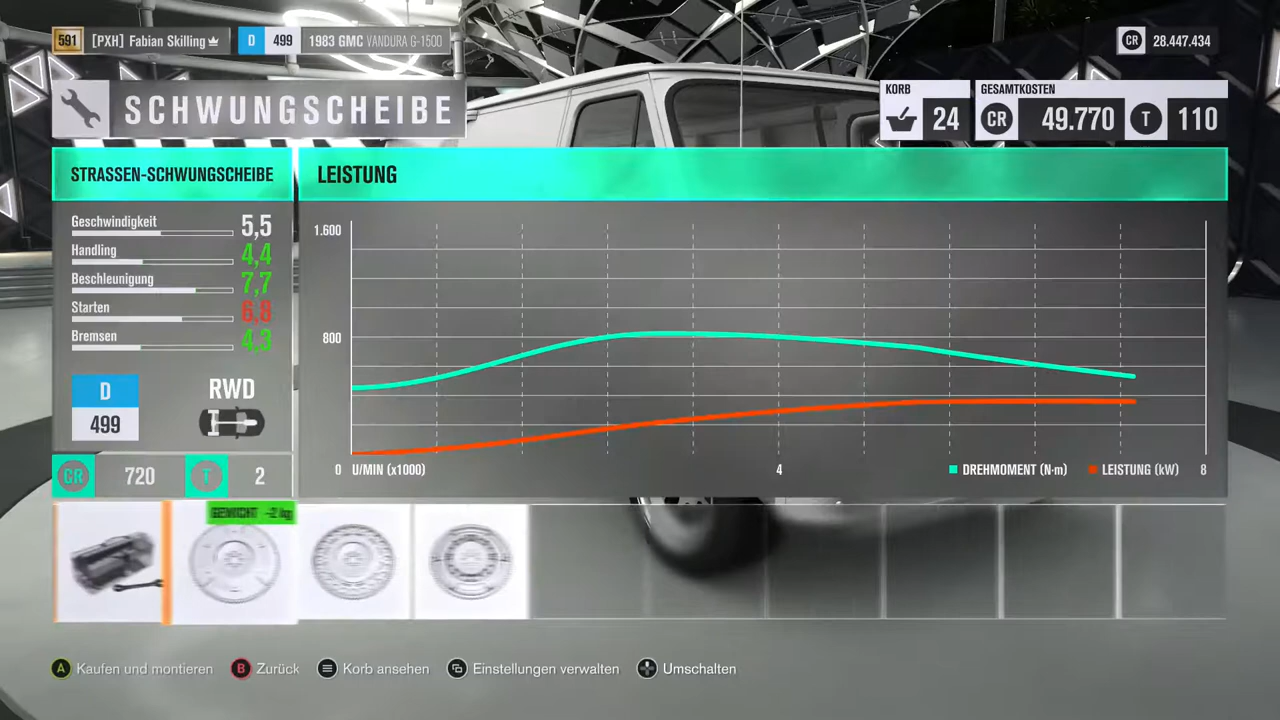 591 [PXH] Fabian Skilling D 499 1983 GMC VANDURA G-1500
CR 28.447.434
SCHWUNGSCHEIBE
KORB
24
GESAMTKOSTEN
CR 49.770 T 110
STRASSEN-SCHWUNGSCHEIBE
Geschwindigkeit 5,5
Handling 4,4
Beschleunigung 7,7
Starten 6,8
Bremsen 4,3
D
499
RWD
CR 720 T 2
LEISTUNG
1.600
800
0 U/MIN (x1000) 4 DREHMOMENT (N·m) LEISTUNG (kW) 8
GEWICHT -2 kg
A Kaufen und montieren B Zurück Korb ansehen Einstellungen verwalten Umschalten